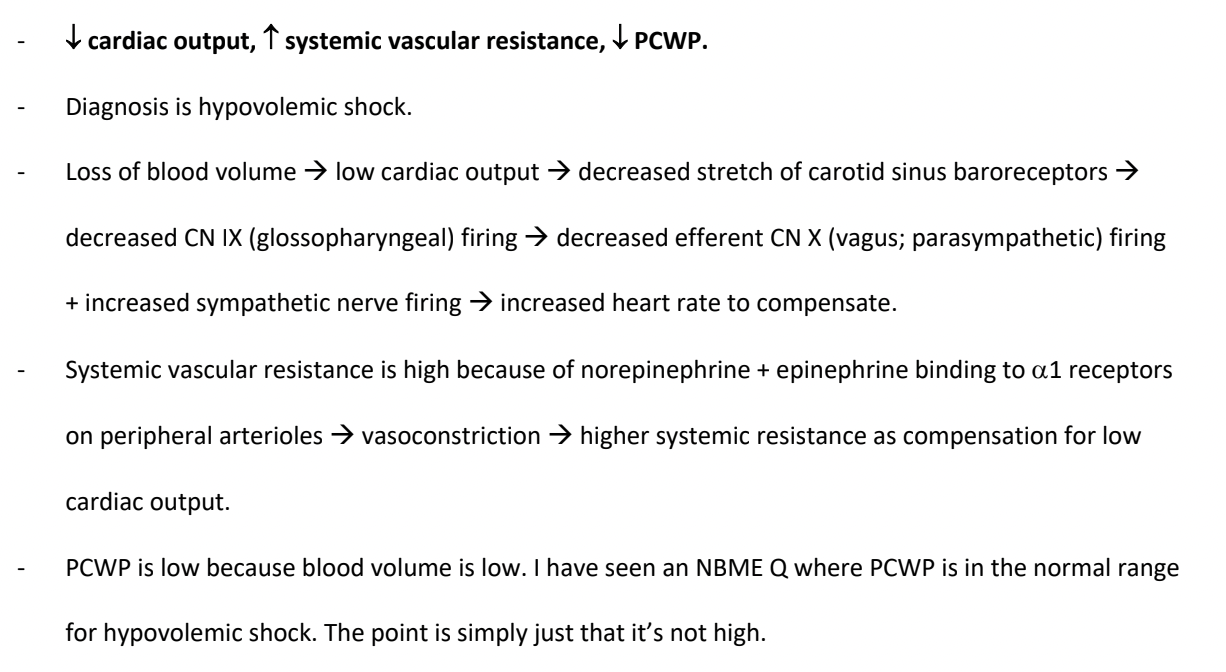 - ↓ cardiac output, ↑ systemic vascular resistance, ↓ PCWP.
- Diagnosis is hypovolemic shock.
- Loss of blood volume → low cardiac output → decreased stretch of carotid sinus baroreceptors →
decreased CN IX (glossopharyngeal) firing → decreased efferent CN X (vagus; parasympathetic) firing
+ increased sympathetic nerve firing → increased heart rate to compensate.
- Systemic vascular resistance is high because of norepinephrine + epinephrine binding to α1 receptors
on peripheral arterioles → vasoconstriction → higher systemic resistance as compensation for low
cardiac output.
- PCWP is low because blood volume is low. I have seen an NBME Q where PCWP is in the normal range
for hypovolemic shock. The point is simply just that it’s not high.